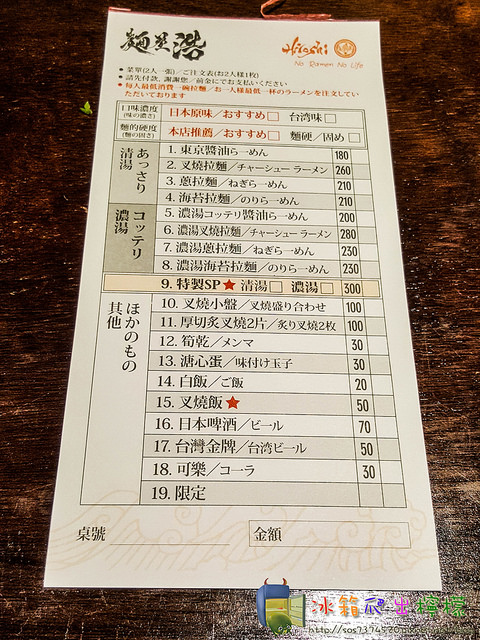 麵屋浩
Hiroshi
No Ramen No Life
● 菜單(2人一張)／ご注文表(お2人様1枚)
● 請先付款, 謝謝您／前金にてお支払いください
● 每人最低消費一碗拉麵／お一人様最低一杯のラーメンを注文していただいております
口味濃度 (味の濃さ) 日本原味／おすすめ□ 台湾味□
麵的硬度 (麵の固さ) 本店推薦／おすすめ□ 麵硬／固め□
あっさり 清湯
1. 東京醬油らーめん 180
2. 叉燒拉麵／チャーシューラーメン 260
3. 蔥拉麵／ねぎらーめん 210
4. 海苔拉麵／のりらーめん 210
コッテリ 濃湯
5. 濃湯コッテリ醬油らーめん 200
6. 濃湯叉燒拉麵／チャーシューラーメン 280
7. 濃湯蔥拉麵／ねぎらーめん 230
8. 濃湯海苔拉麵／のりらーめん 230
9. 特製SP★ 清湯□ 濃湯□ 300
ほかのもの 其他
10. 叉燒小盤／叉燒盛り合わせ 100
11. 厚切炙叉燒2片／炙り叉燒2枚 100
12. 筍乾／メンマ 30
13. 溏心蛋／味付け玉子 30
14. 白飯／ご飯 20
15. 叉燒飯★ 50
16. 日本啤酒／ビール 70
17. 台灣金牌／台湾ビール 50
18. 可樂／コーラ 30
19. 限定
桌號
金額
冰箱爬出檸檬